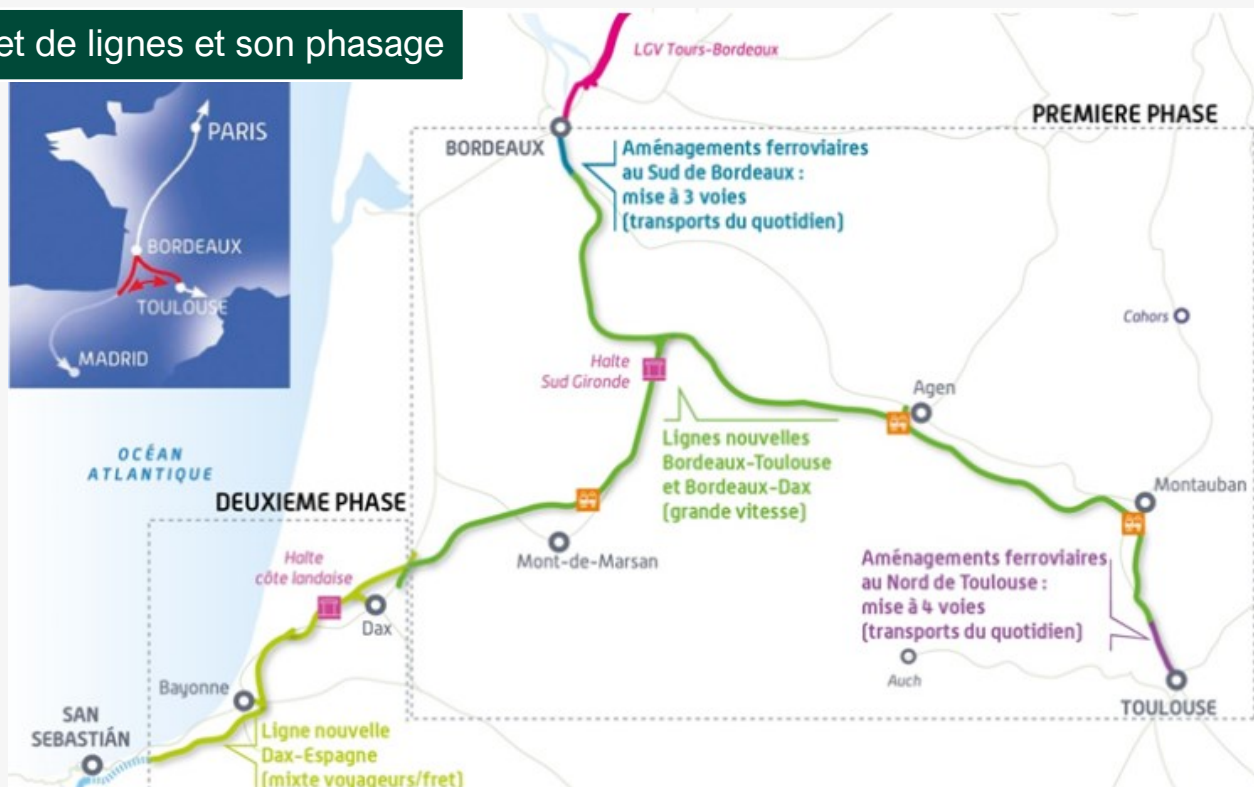 et de lignes et son phasage
LGV Tours-Bordeaux
PARIS
BORDEAUX
TOULOUSE
MADRID
PREMIERE PHASE
BORDEAUX
Aménagements ferroviaires
au Sud de Bordeaux :
mise à 3 voies
(transports du quotidien)
Cahors
Halte
Sud Gironde
Agen
Lignes nouvelles
Bordeaux-Toulouse
et Bordeaux-Dax
(grande vitesse)
OCÉAN
ATLANTIQUE
DEUXIEME PHASE
Montauban
Mont-de-Marsan
Halte
côte landaise
Aménagements ferroviaires
au Nord de Toulouse :
mise à 4 voies
(transports du quotidien)
Dax
Auch
Bayonne
TOULOUSE
SAN
SEBASTIÁN
Ligne nouvelle
Dax-Espagne
(mixte voyageurs/fret)